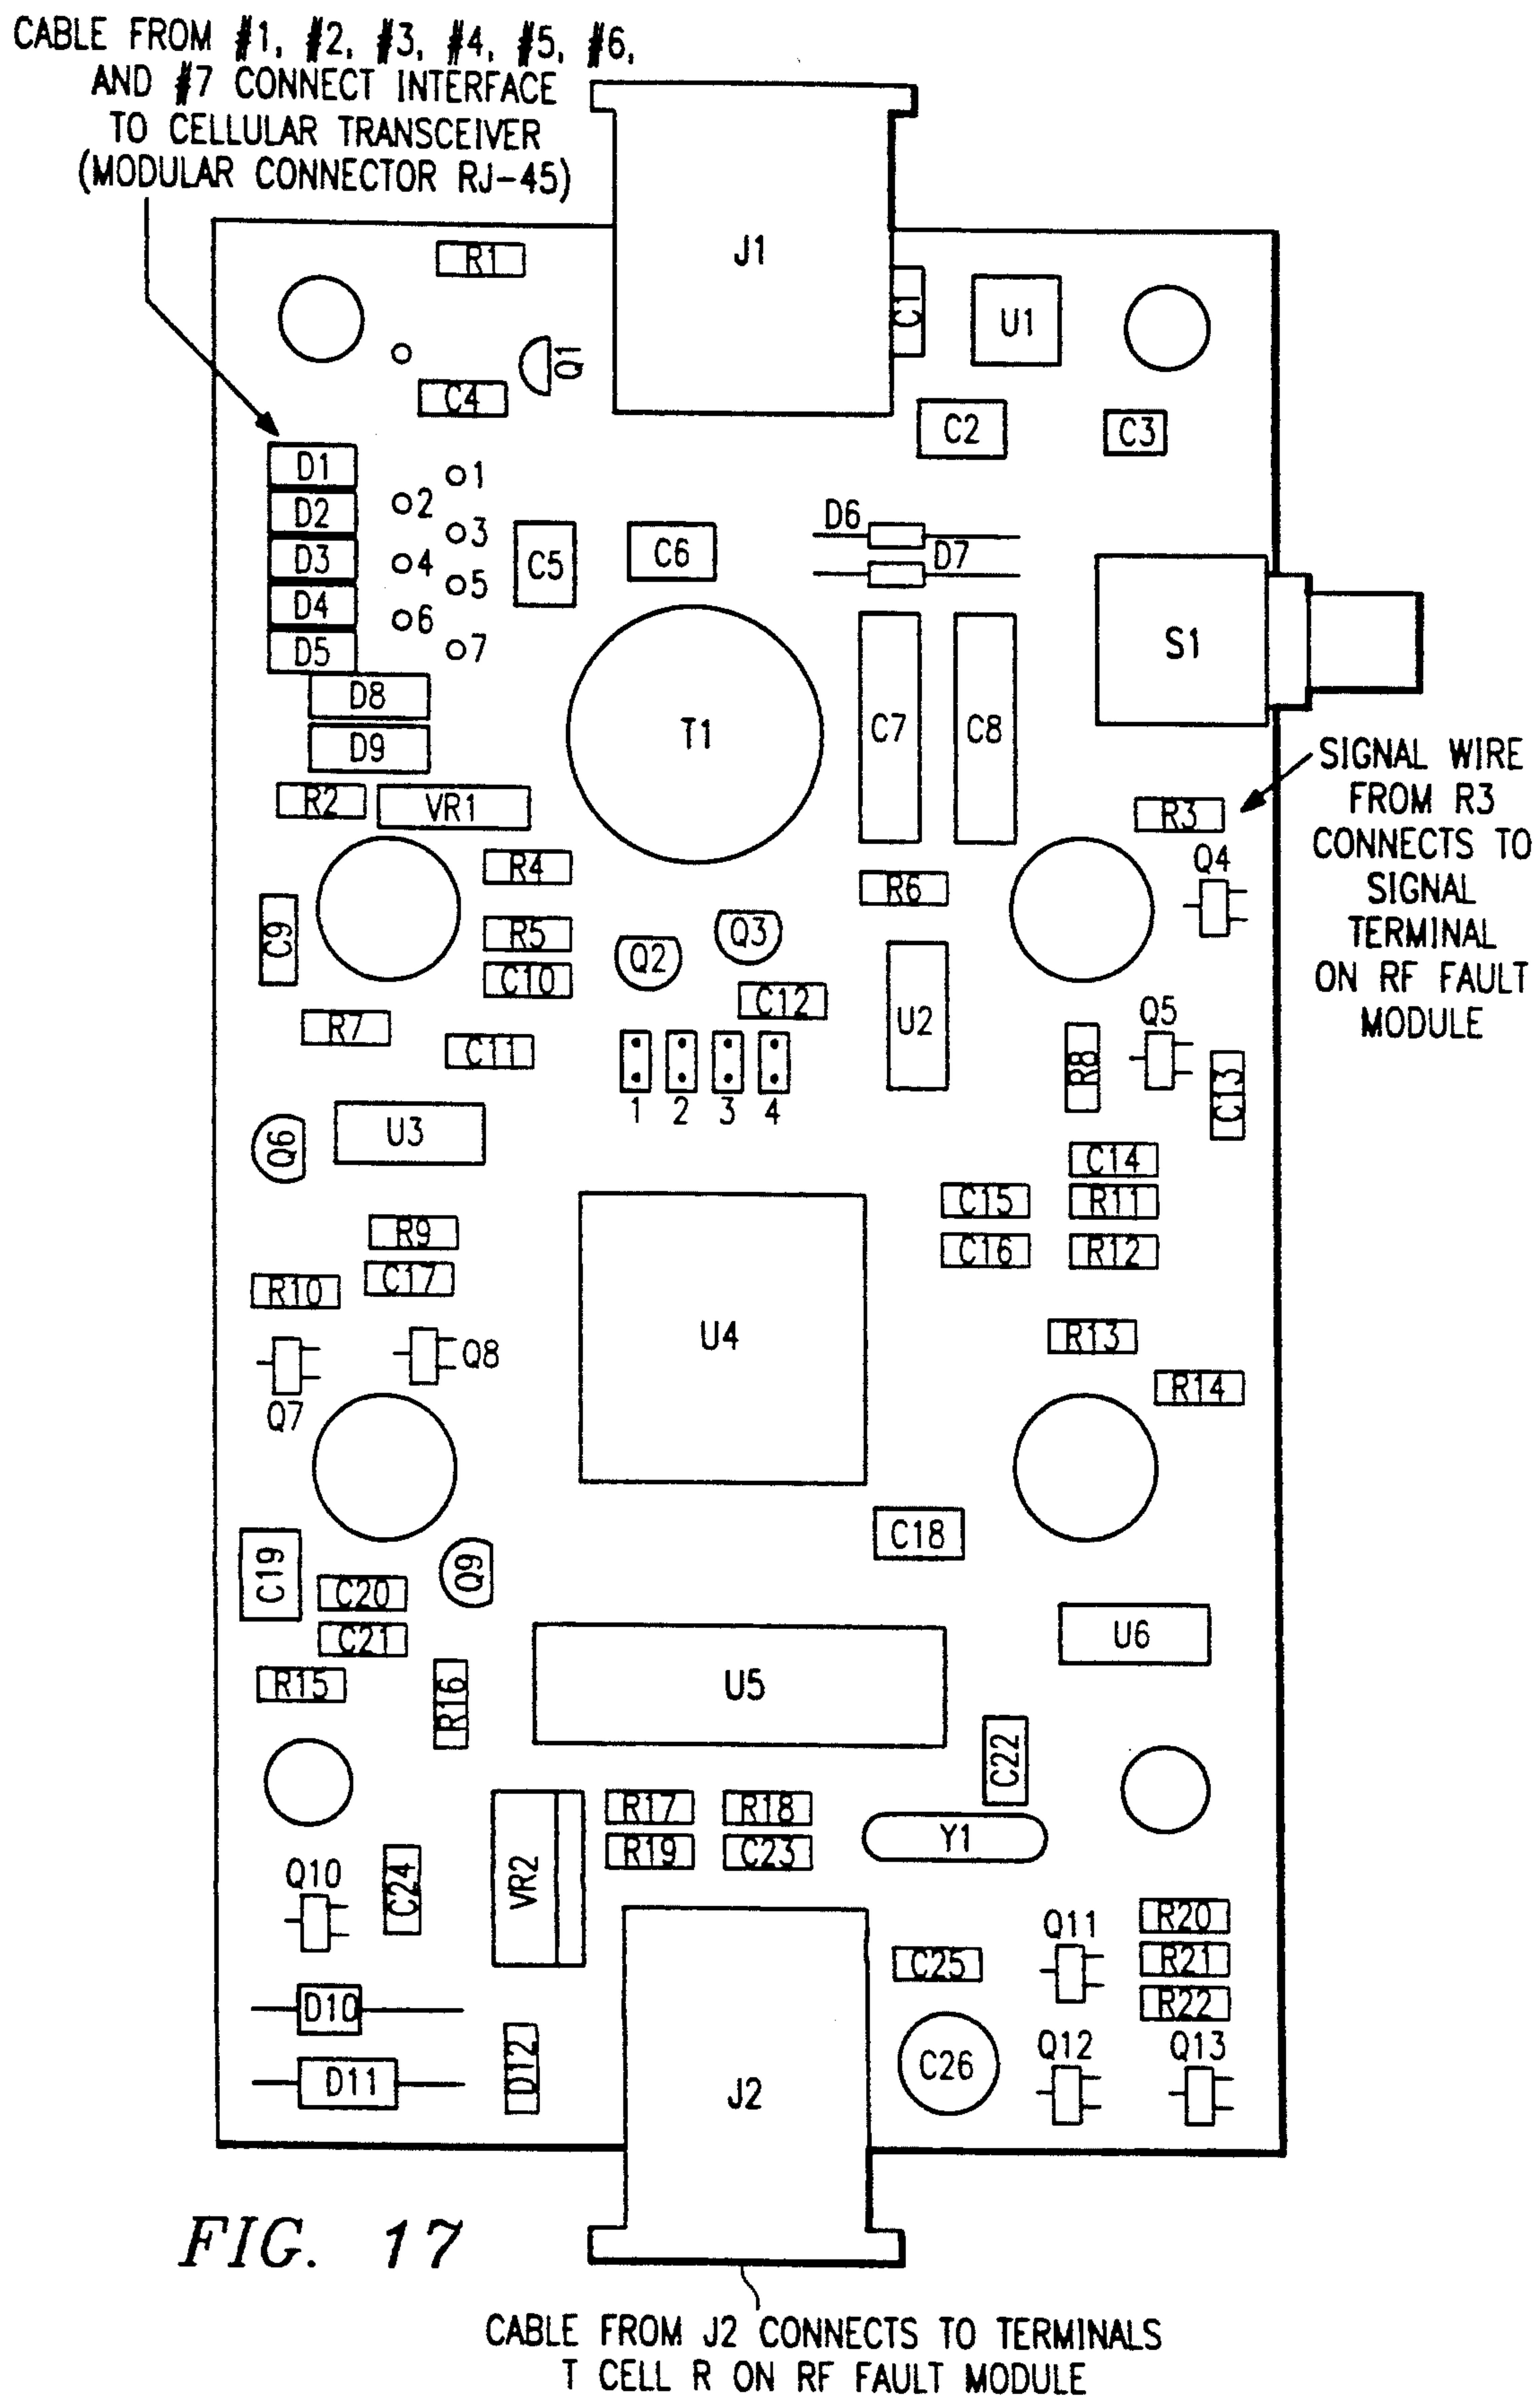 CABLE FROM #1, #2, #3, #4, #5, #6,
AND #7 CONNECT INTERFACE
TO CELLULAR TRANSCEIVER
(MODULAR CONNECTOR RJ-45)
R1
J1
C1
U1
Q1
C4
C2
C3
D1
1
D2
2
3
D3
4
5
D4
6
D5
7
C5
C6
D6
D7
S1
D8
D9
T1
C7
C8
R2
VR1
SIGNAL WIRE
FROM R3
CONNECTS TO
SIGNAL
TERMINAL
ON RF FAULT
MODULE
R3
Q4
R4
R6
C9
R5
Q2
Q3
C10
C12
U2
R7
C11
Q5
R8
C13
1 2 3 4
Q6
U3
C14
C15
R11
C16
R12
R9
C17
R10
U4
R13
Q8
Q7
R14
C18
C19
Q9
C20
C21
U6
R15
R16
U5
C22
R17
R18
R19
C23
Y1
VR2
Q10
C24
R20
Q11
R21
C25
R22
D10
D12
D11
C26
Q12
Q13
J2
FIG. 17
CABLE FROM J2 CONNECTS TO TERMINALS
T CELL R ON RF FAULT MODULE